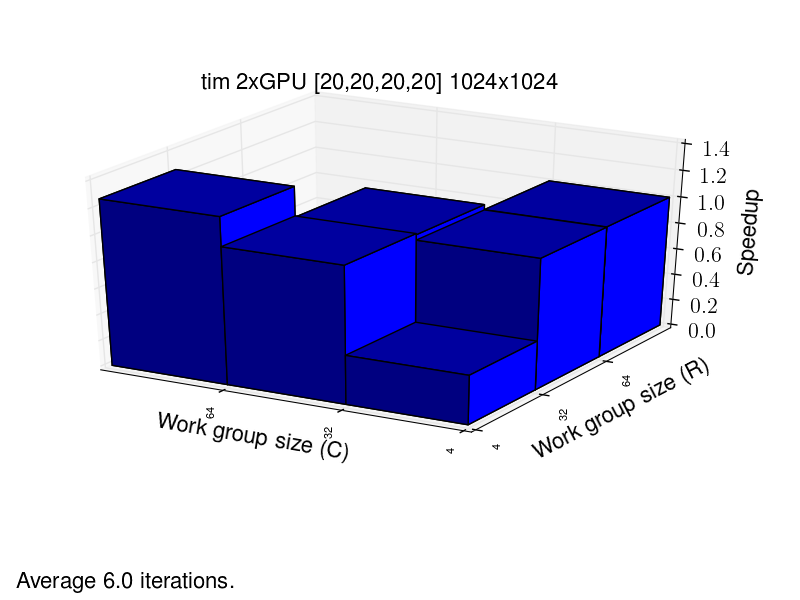 tim 2xGPU [20,20,20,20] 1024x1024
1.4
1.2
1.0
0.8
0.6
0.4
0.2
0.0
Speedup
64
32
4
Work group size (R)
64
32
4
Work group size (C)
Average 6.0 iterations.